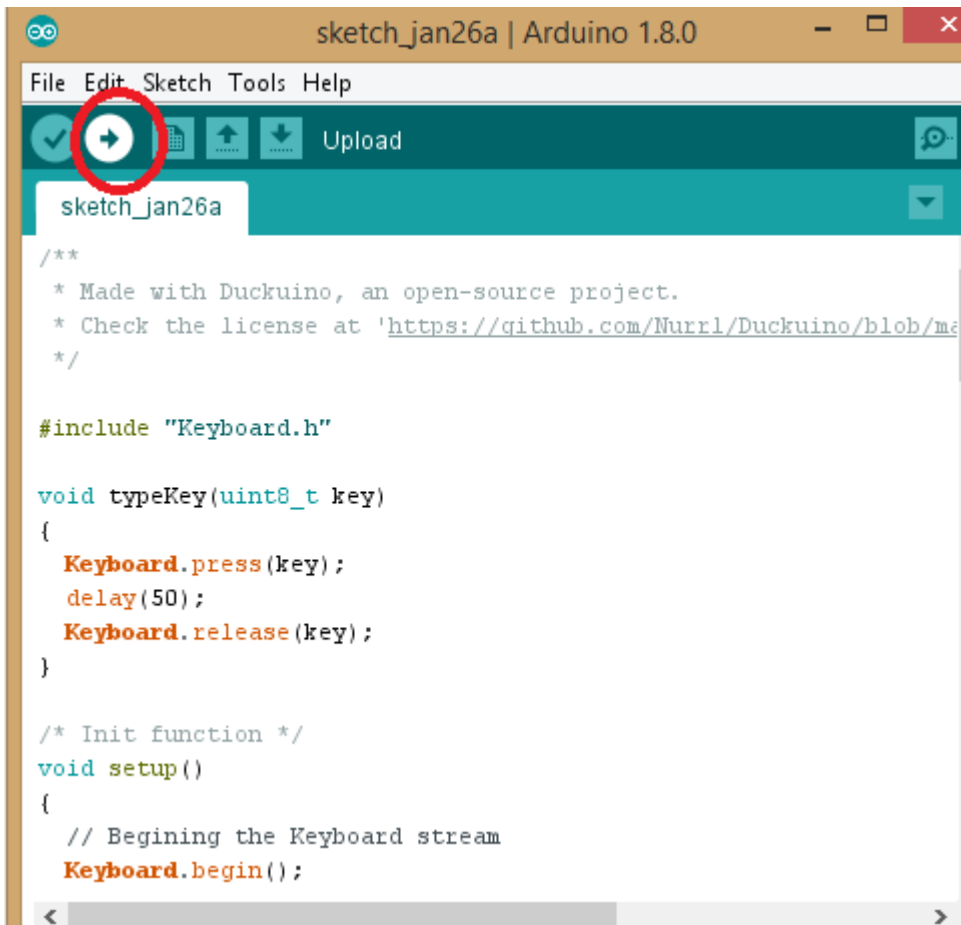 sketch_jan26a | Arduino 1.8.0
File Edit Sketch Tools Help
Upload
sketch_jan26a
/**
* Made with Duckuino, an open-source project.
* Check the license at 'https://github.com/Nurrl/Duckuino/blob/ma
*/
#include "Keyboard.h"
void typeKey(uint8_t key)
{
Keyboard.press(key);
delay(50);
Keyboard.release(key);
}
/* Init function */
void setup()
{
// Begining the Keyboard stream
Keyboard.begin();